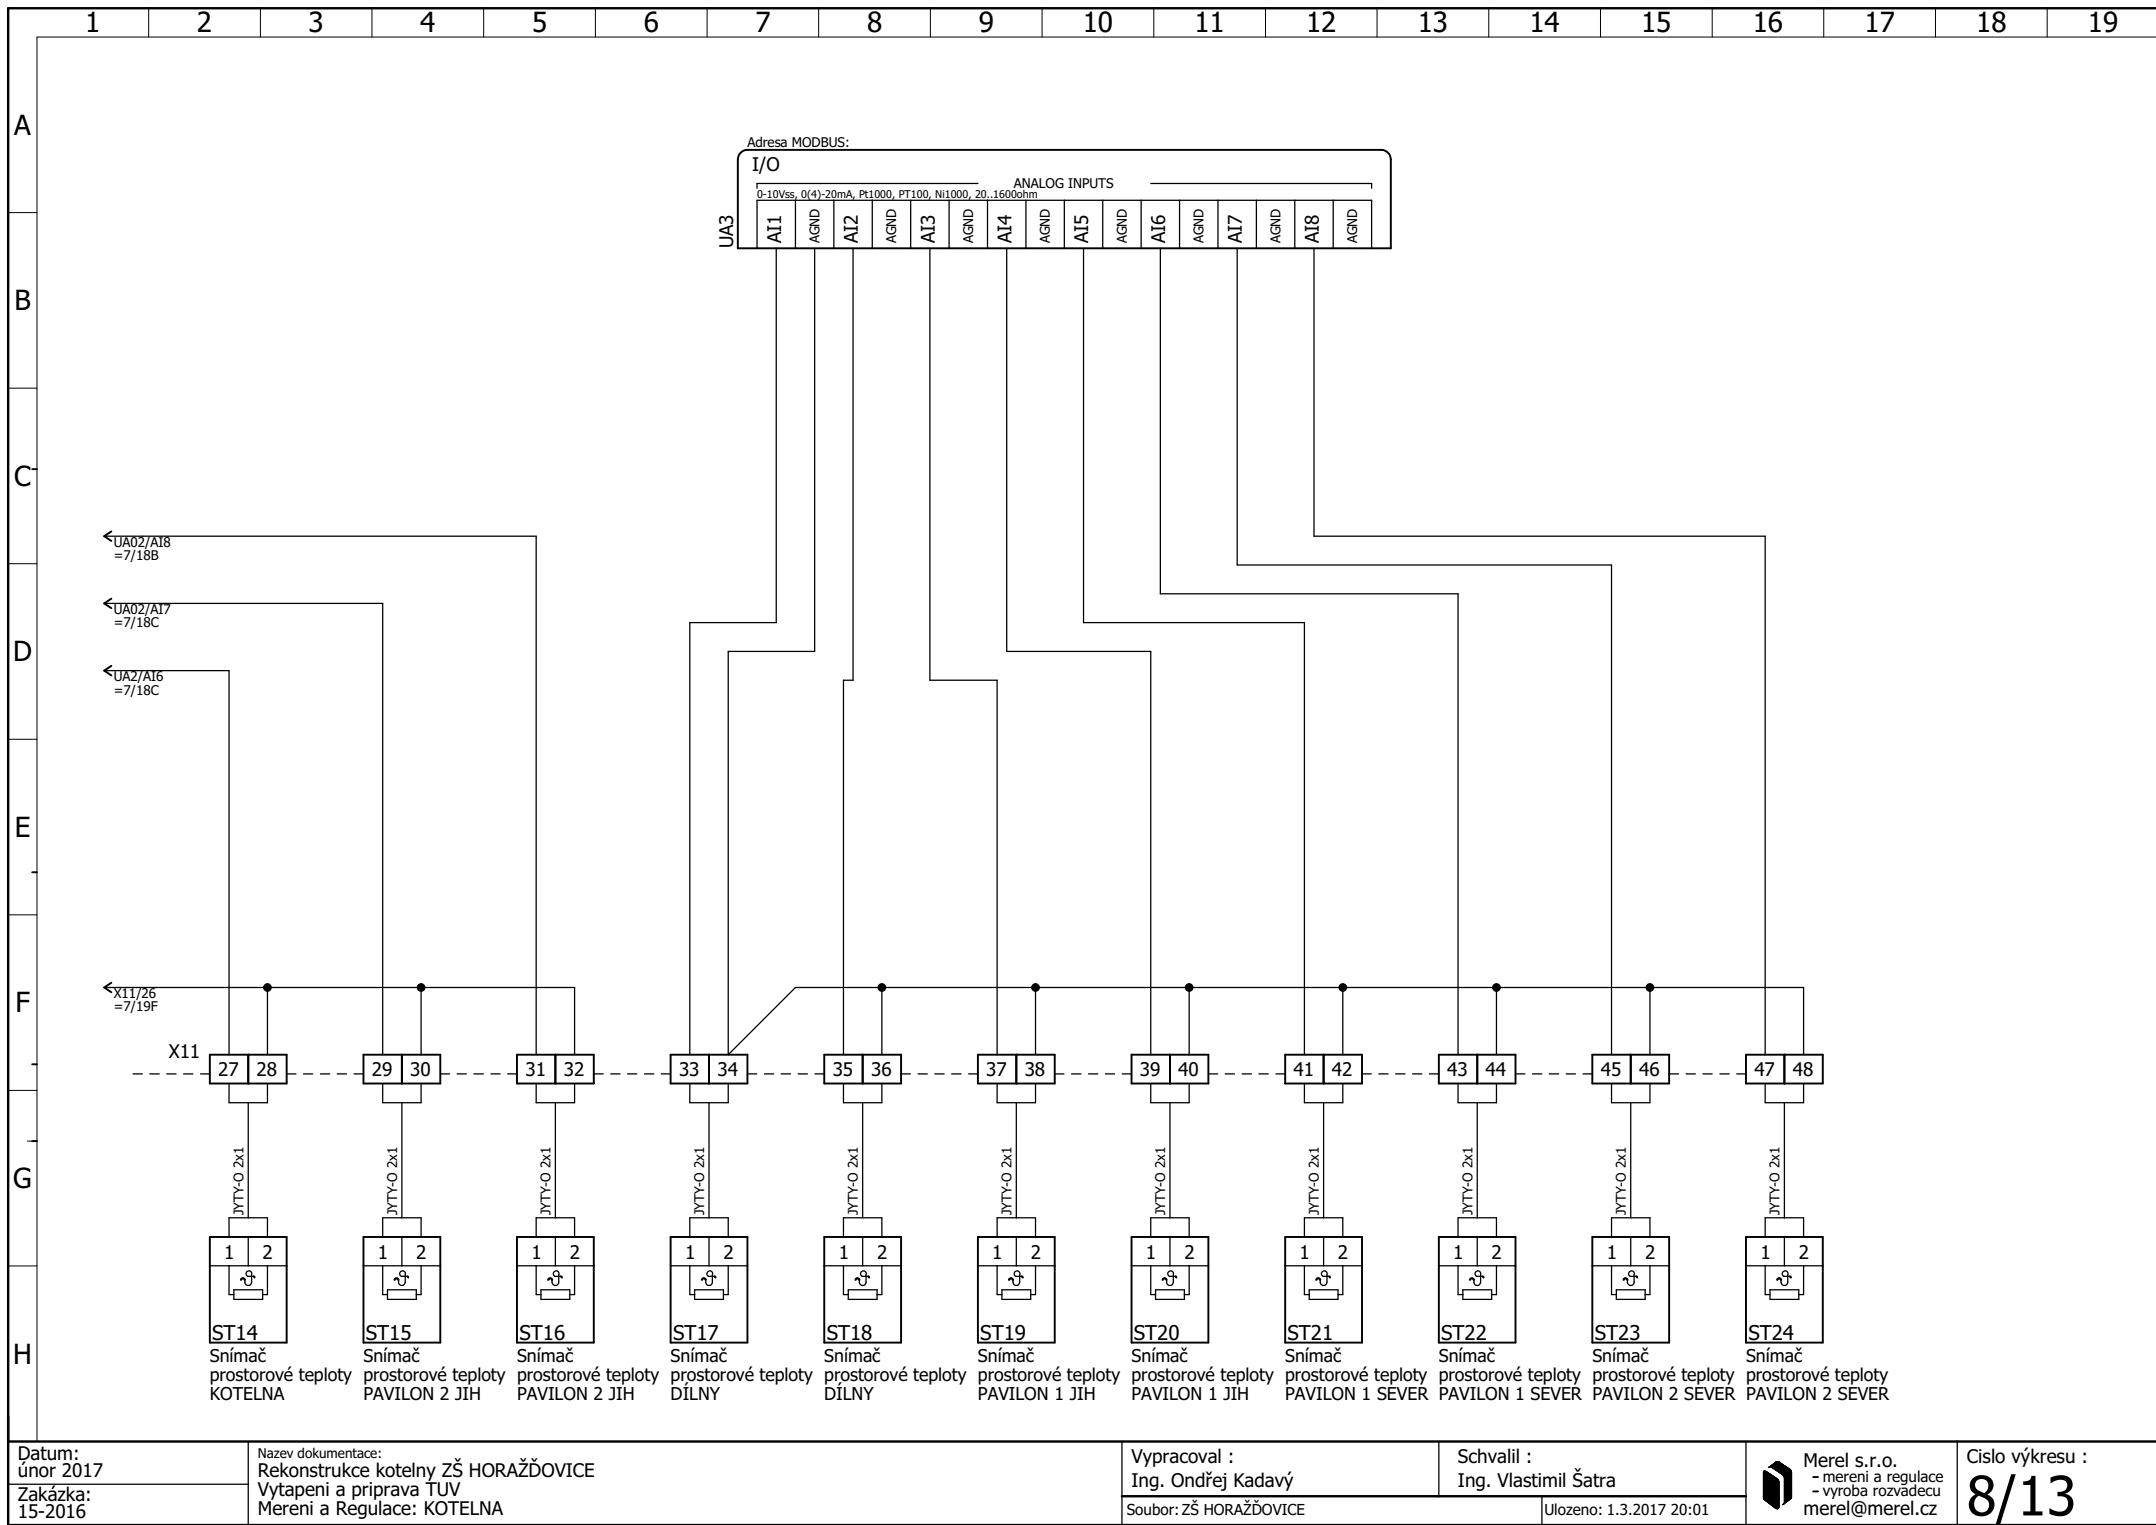 1 2 3 4 5 6 7 8 9 10 11 12 13 14 15 16 17 18 19
A
B
C
D
E
F
G
H
Adresa MODBUS:
I/O
ANALOG INPUTS
0-10Vss, 0(4)-20mA, Pt1000, PT100, Ni1000, 20..1600ohm
UA3
AI1 AGND AI2 AGND AI3 AGND AI4 AGND AI5 AGND AI6 AGND AI7 AGND AI8 AGND
UA02/AI8
=7/18B
UA02/AI7
=7/18C
UA2/AI6
=7/18C
X11/26
=7/19F
X11
27 28 29 30 31 32 33 34 35 36 37 38 39 40 41 42 43 44 45 46 47 48
JYTY-O 2x1 JYTY-O 2x1 JYTY-O 2x1 JYTY-O 2x1 JYTY-O 2x1 JYTY-O 2x1 JYTY-O 2x1 JYTY-O 2x1 JYTY-O 2x1 JYTY-O 2x1 JYTY-O 2x1
1 2 1 2 1 2 1 2 1 2 1 2 1 2 1 2 1 2 1 2 1 2
ϑ ϑ ϑ ϑ ϑ ϑ ϑ ϑ ϑ ϑ ϑ
ST14
Snímač
prostorové teploty
KOTELNA
ST15
Snímač
prostorové teploty
PAVILON 2 JIH
ST16
Snímač
prostorové teploty
PAVILON 2 JIH
ST17
Snímač
prostorové teploty
DÍLNY
ST18
Snímač
prostorové teploty
DÍLNY
ST19
Snímač
prostorové teploty
PAVILON 1 JIH
ST20
Snímač
prostorové teploty
PAVILON 1 JIH
ST21
Snímač
prostorové teploty
PAVILON 1 SEVER
ST22
Snímač
prostorové teploty
PAVILON 1 SEVER
ST23
Snímač
prostorové teploty
PAVILON 2 SEVER
ST24
Snímač
prostorové teploty
PAVILON 2 SEVER
Datum:
únor 2017
Zakázka:
15-2016
Nazev dokumentace:
Rekonstrukce kotelny ZŠ HORAŽĎOVICE
Vytapeni a priprava TUV
Mereni a Regulace: KOTELNA
Vypracoval :
Ing. Ondřej Kadavý
Schvalil :
Ing. Vlastimil Šatra
Soubor: ZŠ HORAŽĎOVICE
Ulozeno: 1.3.2017 20:01
Merel s.r.o.
- mereni a regulace
- vyroba rozvadecu
merel@merel.cz
Cislo výkresu :
8/13